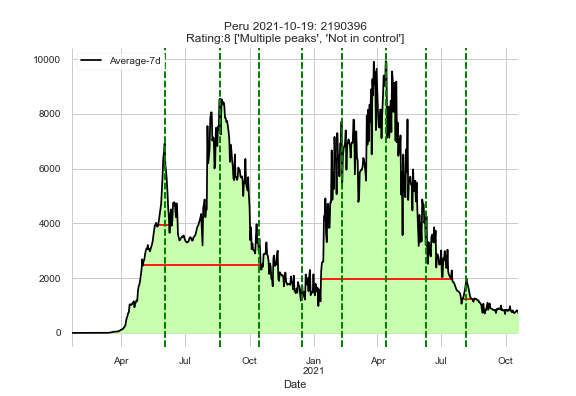 Peru 2021-10-19: 2190396
Rating:8 ['Multiple peaks', 'Not in control']
Average-7d
10000
8000
6000
4000
2000
0
Apr Jul Oct Jan Apr Jul Oct
2021
Date